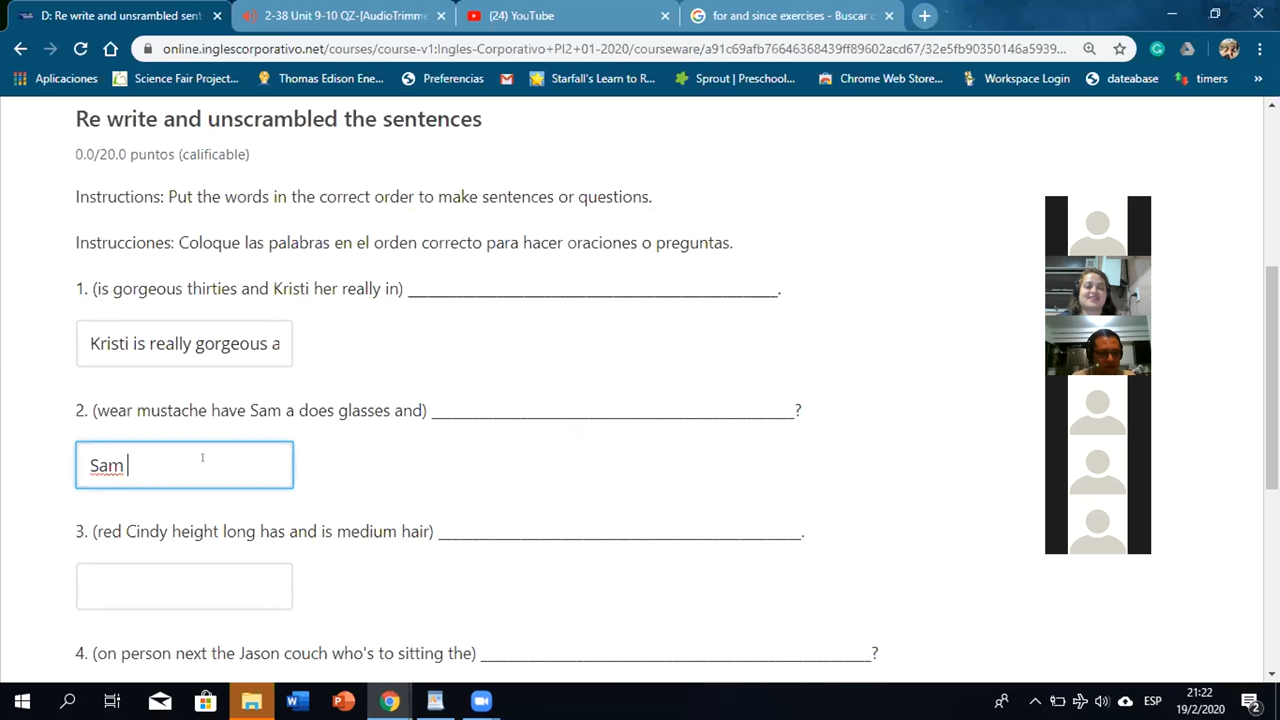 D: Re write and unscrambled sent
2-38 Unit 9-10 QZ-[AudioTrimme
(24) YouTube
for and since exercises - Buscar c
online.inglescorporativo.net/courses/course-v1:Ingles-Corporativo+PI2+01-2020/courseware/a91c69afb76646368439ff89602acd67/32e5fb90350146a5939...
Aplicaciones
Science Fair Project...
Thomas Edison Ene...
Preferencias
Starfall's Learn to R...
Sprout | Preschool...
Chrome Web Store...
Workspace Login
dateabase
timers
»
Re write and unscrambled the sentences
0.0/20.0 puntos (calificable)
Instructions: Put the words in the correct order to make sentences or questions.
Instrucciones: Coloque las palabras en el orden correcto para hacer oraciones o preguntas.
1. (is gorgeous thirties and Kristi her really in) ________________________________________.
Kristi is really gorgeous a
2. (wear mustache have Sam a does glasses and) _______________________________________?
Sam
3. (red Cindy height long has and is medium hair) _______________________________________.
4. (on person next the Jason couch who's to sitting the) __________________________________________?
ESP
21:22
19/2/2020
2